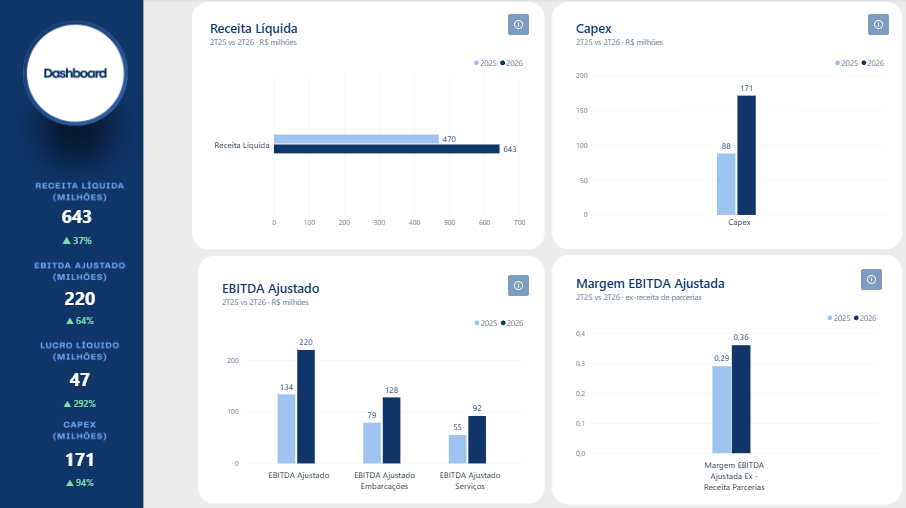 Dashboard
RECEITA LÍQUIDA
(MILHÕES)
643
▲ 37%
EBITDA AJUSTADO
(MILHÕES)
220
▲ 64%
LUCRO LÍQUIDO
(MILHÕES)
47
▲ 292%
CAPEX
(MILHÕES)
171
▲ 94%
Receita Líquida
2T25 vs 2T26 · R$ milhões
2025 2026
Receita Líquida
470
643
0 100 200 300 400 500 600 700
Capex
2T25 vs 2T26 · R$ milhões
2025 2026
200
150
100
50
0
88
171
Capex
EBITDA Ajustado
2T25 vs 2T26 · R$ milhões
2025 2026
200
100
0
134
220
79
128
55
92
EBITDA Ajustado
EBITDA Ajustado
Embarcações
EBITDA Ajustado
Serviços
Margem EBITDA Ajustada
2T25 vs 2T26 · ex-receita de parcerias
2025 2026
0,4
0,3
0,2
0,1
0,0
0,29
0,36
Margem EBITDA
Ajustada Ex -
Receita Parcerias